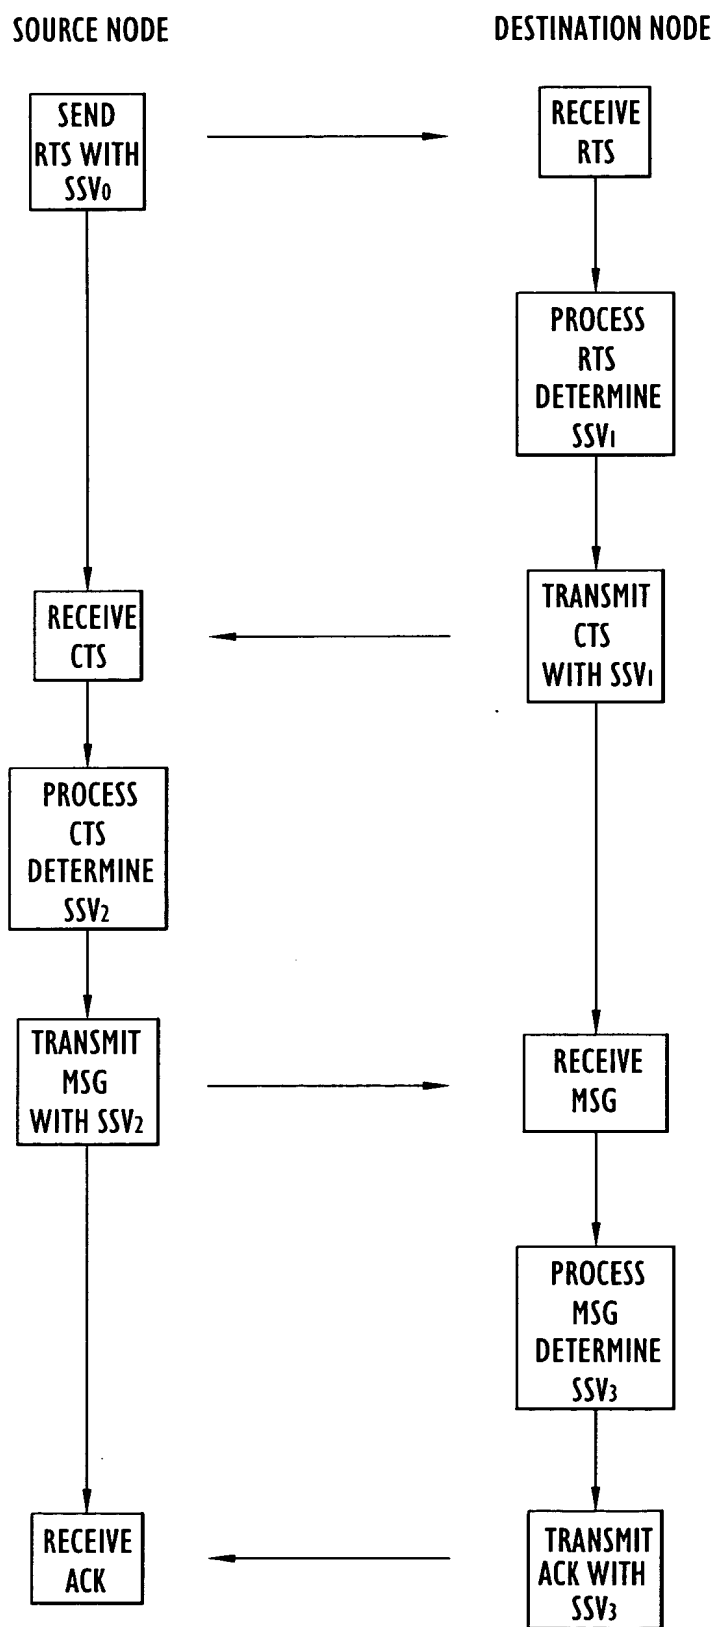 SOURCE NODE
DESTINATION NODE
SEND
RTS WITH
SSV0
RECEIVE
RTS
PROCESS
RTS
DETERMINE
SSV1
RECEIVE
CTS
TRANSMIT
CTS
WITH SSV1
PROCESS
CTS
DETERMINE
SSV2
TRANSMIT
MSG
WITH SSV2
RECEIVE
MSG
PROCESS
MSG
DETERMINE
SSV3
RECEIVE
ACK
TRANSMIT
ACK WITH
SSV3